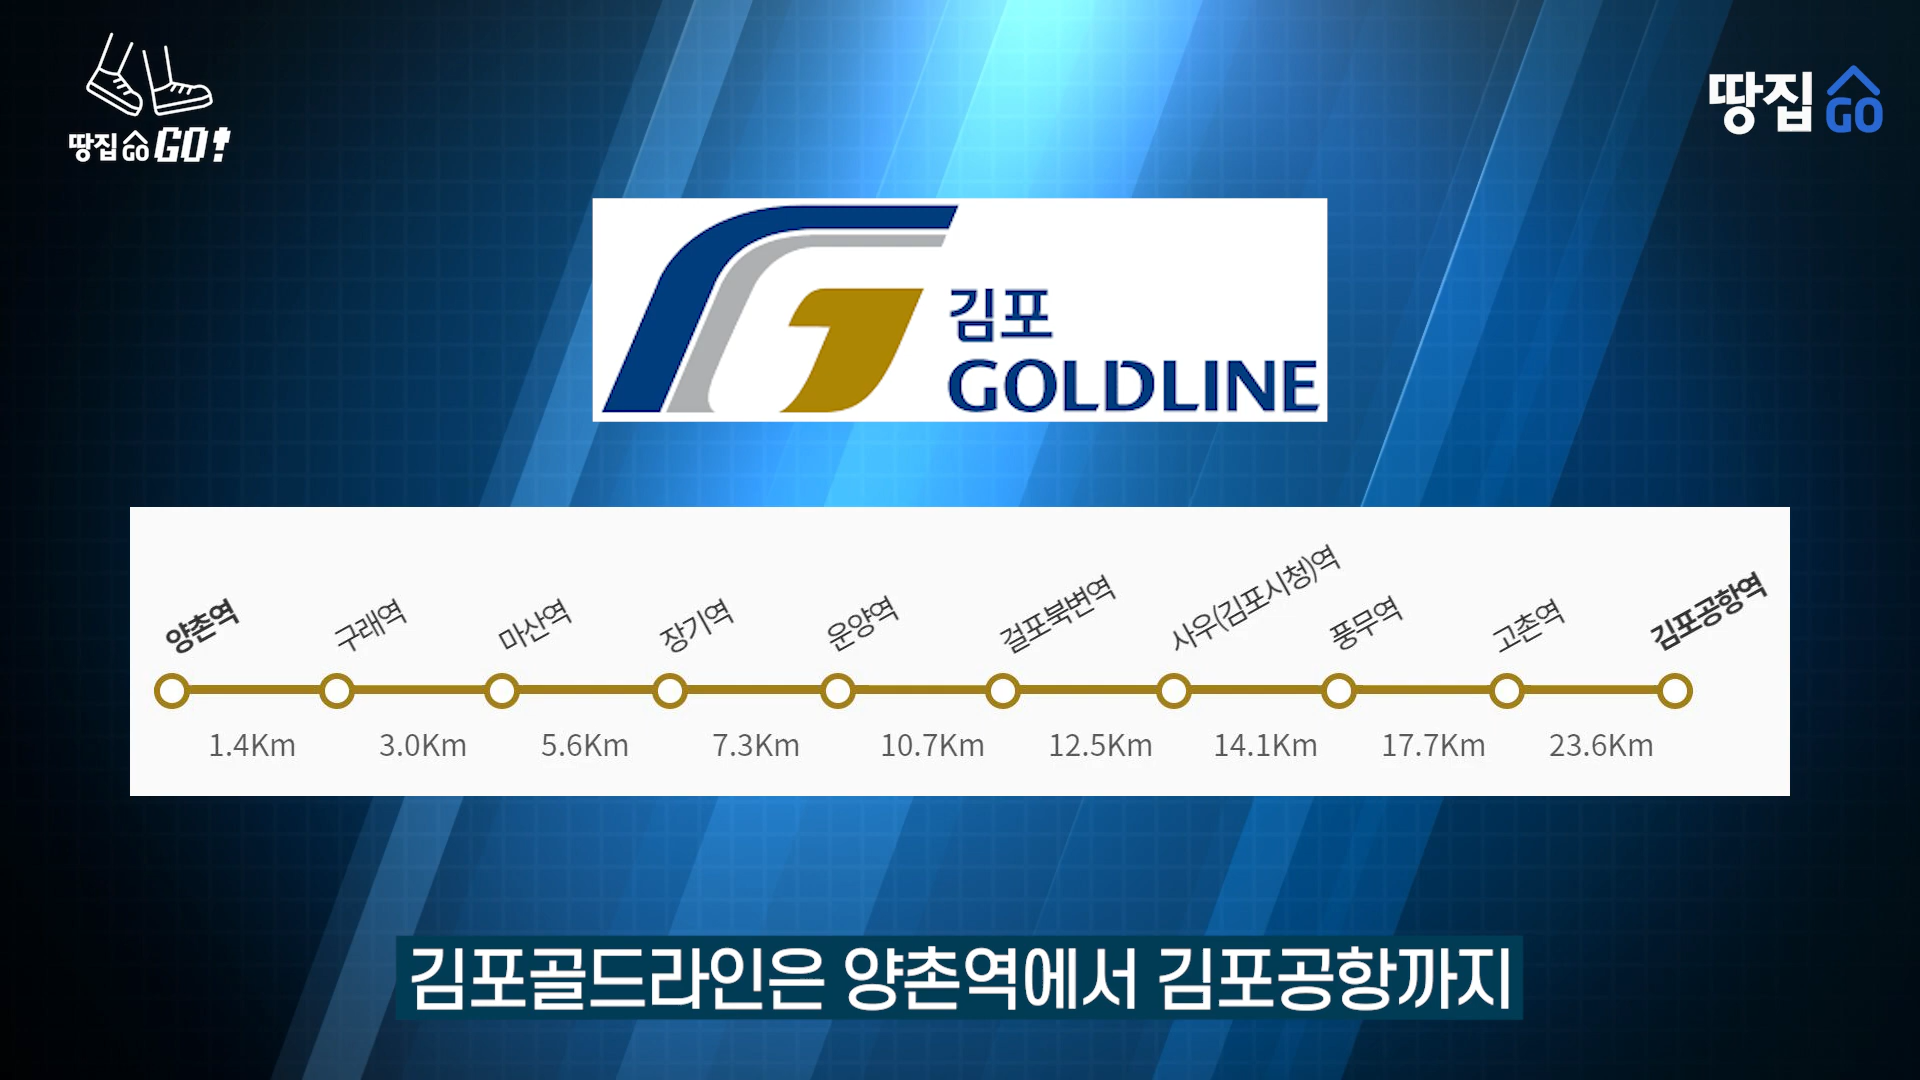 땅집GO GO!
땅집GO
김포
GOLDLINE
양촌역 구래역 마산역 장기역 운양역 걸포북변역 사우(김포시청)역 풍무역 고촌역 김포공항역
1.4Km 3.0Km 5.6Km 7.3Km 10.7Km 12.5Km 14.1Km 17.7Km 23.6Km
김포골드라인은 양촌역에서 김포공항까지